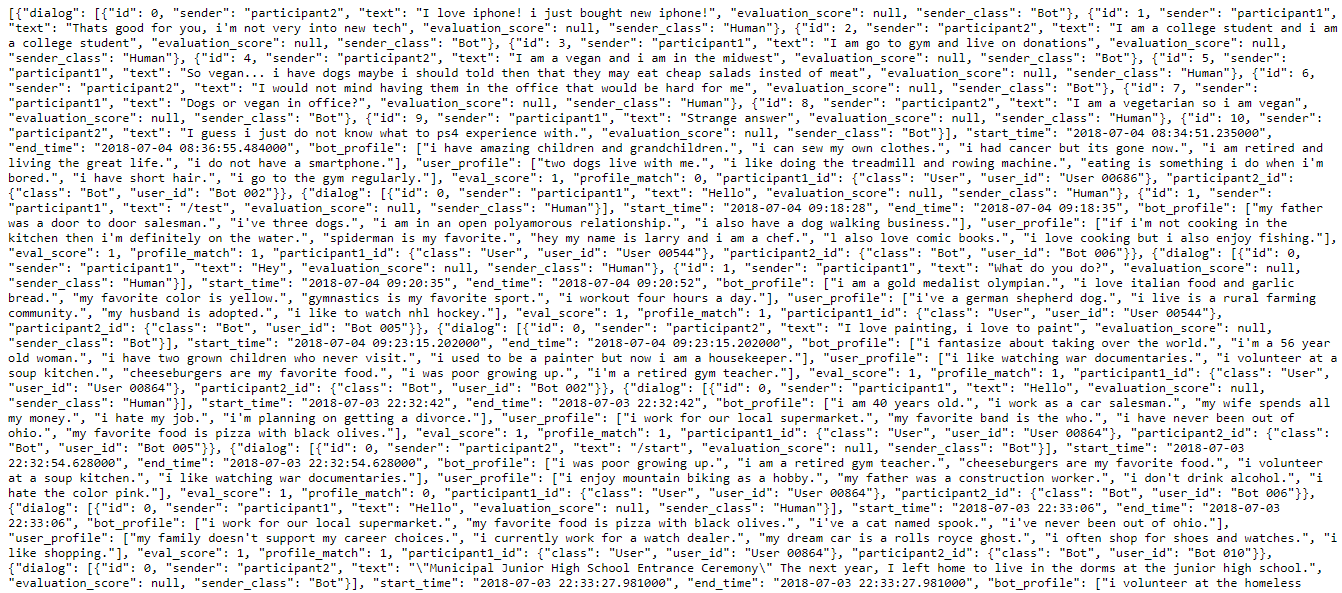 [{"dialog": [{"id": 0, "sender": "participant2", "text": "I love iphone! i just bought new iphone!", "evaluation_score": null, "sender_class": "Bot"}, {"id": 1, "sender": "participant1",
"text": "Thats good for you, i'm not very into new tech", "evaluation_score": null, "sender_class": "Human"}, {"id": 2, "sender": "participant2", "text": "I am a college student and i am
a college student", "evaluation_score": null, "sender_class": "Bot"}, {"id": 3, "sender": "participant1", "text": "I am go to gym and live on donations", "evaluation_score": null,
"sender_class": "Human"}, {"id": 4, "sender": "participant2", "text": "I am a vegan and i am in the midwest", "evaluation_score": null, "sender_class": "Bot"}, {"id": 5, "sender":
"participant1", "text": "So vegan... i have dogs maybe i should told then that they may eat cheap salads insted of meat", "evaluation_score": null, "sender_class": "Human"}, {"id": 6,
"sender": "participant2", "text": "I would not mind having them in the office that would be hard for me", "evaluation_score": null, "sender_class": "Bot"}, {"id": 7, "sender":
"participant1", "text": "Dogs or vegan in office?", "evaluation_score": null, "sender_class": "Human"}, {"id": 8, "sender": "participant2", "text": "I am a vegetarian so i am vegan",
"evaluation_score": null, "sender_class": "Bot"}, {"id": 9, "sender": "participant1", "text": "Strange answer", "evaluation_score": null, "sender_class": "Human"}, {"id": 10, "sender":
"participant2", "text": "I guess i just do not know what to ps4 experience with.", "evaluation_score": null, "sender_class": "Bot"}], "start_time": "2018-07-04 08:34:51.235000",
"end_time": "2018-07-04 08:36:55.484000", "bot_profile": ["i have amazing children and grandchildren.", "i can sew my own clothes.", "i had cancer but its gone now.", "i am retired and
living the great life.", "i do not have a smartphone."], "user_profile": ["two dogs live with me.", "i like doing the treadmill and rowing machine.", "eating is something i do when i'm
bored.", "i have short hair.", "i go to the gym regularly."], "eval_score": 1, "profile_match": 0, "participant1_id": {"class": "User", "user_id": "User 00686"}, "participant2_id":
{"class": "Bot", "user_id": "Bot 002"}}, {"dialog": [{"id": 0, "sender": "participant1", "text": "Hello", "evaluation_score": null, "sender_class": "Human"}, {"id": 1, "sender":
"participant1", "text": "/test", "evaluation_score": null, "sender_class": "Human"}], "start_time": "2018-07-04 09:18:28", "end_time": "2018-07-04 09:18:35", "bot_profile": ["my father
was a door to door salesman.", "i've three dogs.", "i am in an open polyamorous relationship.", "i also have a dog walking business."], "user_profile": ["if i'm not cooking in the
kitchen then i'm definitely on the water.", "spiderman is my favorite.", "hey my name is larry and i am a chef.", "l also love comic books.", "i love cooking but i also enjoy fishing."],
"eval_score": 1, "profile_match": 1, "participant1_id": {"class": "User", "user_id": "User 00544"}, "participant2_id": {"class": "Bot", "user_id": "Bot 006"}}, {"dialog": [{"id": 0,
"sender": "participant1", "text": "Hey", "evaluation_score": null, "sender_class": "Human"}, {"id": 1, "sender": "participant1", "text": "What do you do?", "evaluation_score": null,
"sender_class": "Human"}], "start_time": "2018-07-04 09:20:35", "end_time": "2018-07-04 09:20:52", "bot_profile": ["i am a gold medalist olympian.", "i love italian food and garlic
bread.", "my favorite color is yellow.", "gymnastics is my favorite sport.", "i workout four hours a day."], "user_profile": ["i've a german shepherd dog.", "i live is a rural farming
community.", "my husband is adopted.", "i like to watch nhl hockey."], "eval_score": 1, "profile_match": 1, "participant1_id": {"class": "User", "user_id": "User 00544"},
"participant2_id": {"class": "Bot", "user_id": "Bot 005"}}, {"dialog": [{"id": 0, "sender": "participant2", "text": "I love painting, i love to paint", "evaluation_score": null,
"sender_class": "Bot"}], "start_time": "2018-07-04 09:23:15.202000", "end_time": "2018-07-04 09:23:15.202000", "bot_profile": ["i fantasize about taking over the world.", "i'm a 56 year
old woman.", "i have two grown children who never visit.", "i used to be a painter but now i am a housekeeper."], "user_profile": ["i like watching war documentaries.", "i volunteer at a
soup kitchen.", "cheeseburgers are my favorite food.", "i was poor growing up.", "i'm a retired gym teacher."], "eval_score": 1, "profile_match": 1, "participant1_id": {"class": "User",
"user_id": "User 00864"}, "participant2_id": {"class": "Bot", "user_id": "Bot 002"}}, {"dialog": [{"id": 0, "sender": "participant1", "text": "Hello", "evaluation_score": null,
"sender_class": "Human"}], "start_time": "2018-07-03 22:32:42", "end_time": "2018-07-03 22:32:42", "bot_profile": ["i am 40 years old.", "i work as a car salesman.", "my wife spends all
my money.", "i hate my job.", "i'm planning on getting a divorce."], "user_profile": ["i work for our local supermarket.", "my favorite band is the who.", "i have never been out of
ohio.", "my favorite food is pizza with black olives."], "eval_score": 1, "profile_match": 1, "participant1_id": {"class": "User", "user_id": "User 00864"}, "participant2_id": {"class":
"Bot", "user_id": "Bot 005"}}, {"dialog": [{"id": 0, "sender": "participant2", "text": "/start", "evaluation_score": null, "sender_class": "Bot"}], "start_time": "2018-07-03
22:32:54.628000", "end_time": "2018-07-03 22:32:54.628000", "bot_profile": ["i was poor growing up.", "i am a retired gym teacher.", "cheeseburgers are my favorite food.", "i volunteer
at a soup kitchen.", "i like watching war documentaries."], "user_profile": ["i enjoy mountain biking as a hobby.", "my father was a construction worker.", "i don't drink alcohol.", "i
hate the color pink."], "eval_score": 1, "profile_match": 0, "participant1_id": {"class": "User", "user_id": "User 00864"}, "participant2_id": {"class": "Bot", "user_id": "Bot 006"}},
{"dialog": [{"id": 0, "sender": "participant1", "text": "Hello", "evaluation_score": null, "sender_class": "Human"}], "start_time": "2018-07-03 22:33:06", "end_time": "2018-07-03
22:33:06", "bot_profile": ["i work for our local supermarket.", "my favorite food is pizza with black olives.", "i've a cat named spook.", "i've never been out of ohio."],
"user_profile": ["my family doesn't support my career choices.", "i currently work for a watch dealer.", "my dream car is a rolls royce ghost.", "i often shop for shoes and watches.", "i
like shopping."], "eval_score": 1, "profile_match": 1, "participant1_id": {"class": "User", "user_id": "User 00864"}, "participant2_id": {"class": "Bot", "user_id": "Bot 010"}},
{"dialog": [{"id": 0, "sender": "participant2", "text": "\"Municipal Junior High School Entrance Ceremony\" The next year, I left home to live in the dorms at the junior high school.",
"evaluation_score": null, "sender_class": "Bot"}], "start_time": "2018-07-03 22:33:27.981000", "end_time": "2018-07-03 22:33:27.981000", "bot_profile": ["i volunteer at the homeless